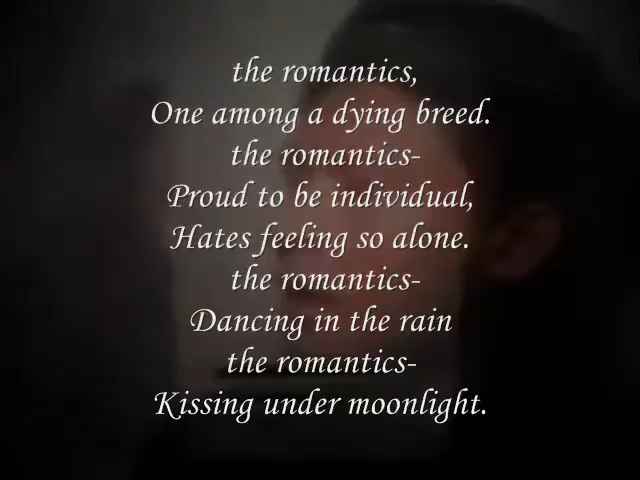 the romantics,
One among a dying breed.
the romantics-
Proud to be individual,
Hates feeling so alone.
the romantics-
Dancing in the rain
the romantics-
Kissing under moonlight.